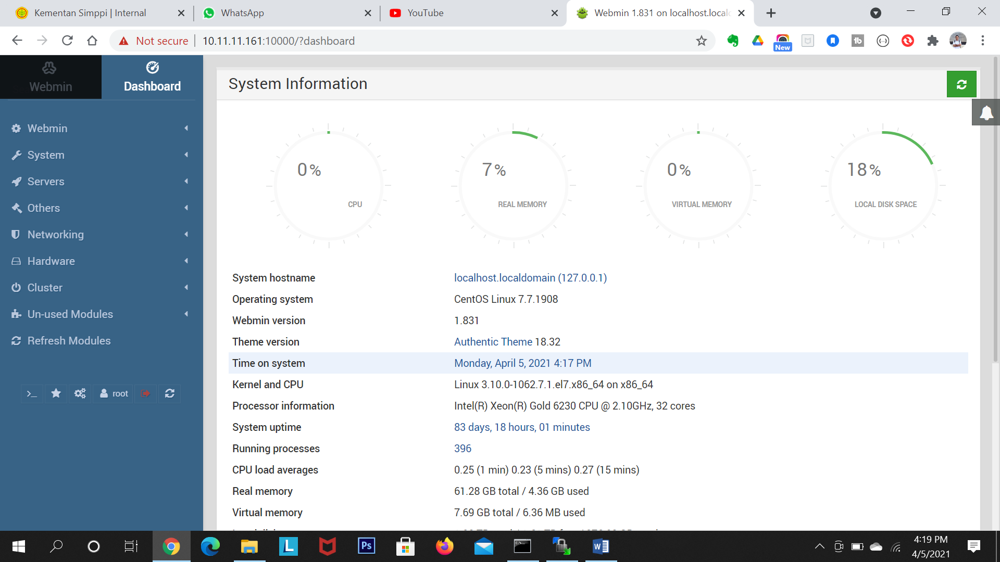 Kementan Simppi | Internal
WhatsApp
YouTube
Webmin 1.831 on localhost.localc
Not secure
10.11.11.161:10000/?dashboard
New
Webmin
Dashboard
Webmin
System
Servers
Others
Networking
Hardware
Cluster
Un-used Modules
Refresh Modules
>_
root
System Information
0%
CPU
7%
REAL MEMORY
0%
VIRTUAL MEMORY
18%
LOCAL DISK SPACE
System hostname localhost.localdomain (127.0.0.1)
Operating system CentOS Linux 7.7.1908
Webmin version 1.831
Theme version Authentic Theme 18.32
Time on system Monday, April 5, 2021 4:17 PM
Kernel and CPU Linux 3.10.0-1062.7.1.el7.x86_64 on x86_64
Processor information Intel(R) Xeon(R) Gold 6230 CPU @ 2.10GHz, 32 cores
System uptime 83 days, 18 hours, 01 minutes
Running processes 396
CPU load averages 0.25 (1 min) 0.23 (5 mins) 0.27 (15 mins)
Real memory 61.28 GB total / 4.36 GB used
Virtual memory 7.69 GB total / 6.36 MB used
L
Ps
4:19 PM
4/5/2021